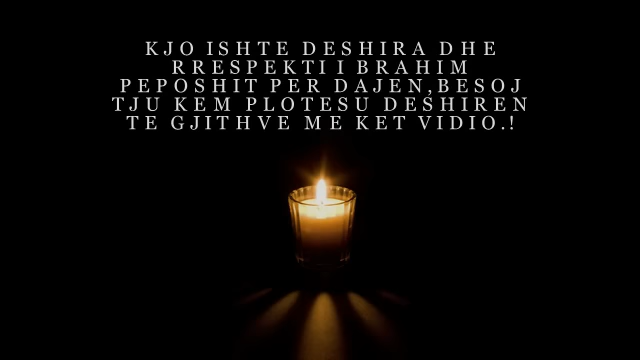 KJO ISHTE DESHIRA DHE
RRESPEKTI I BRAHIM
PEPOSHIT PER DAJEN,BESOJ
TJU KEM PLOTESU DESHIREN
TE GJITHVE ME KET VIDIO.!